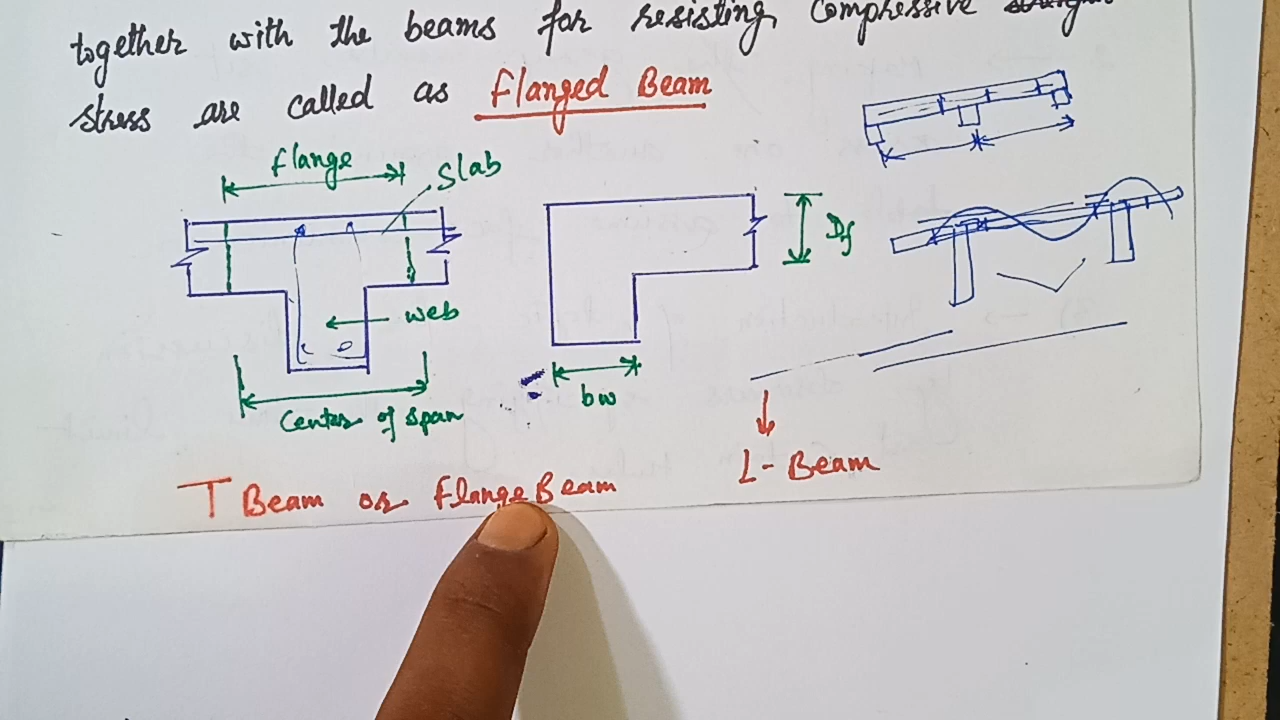 together with the beams for resisting compressive
stress are called as Flanged Beam
flange
Slab
Df
web
bw
Center of span
L - Beam
T Beam or Flange Beam